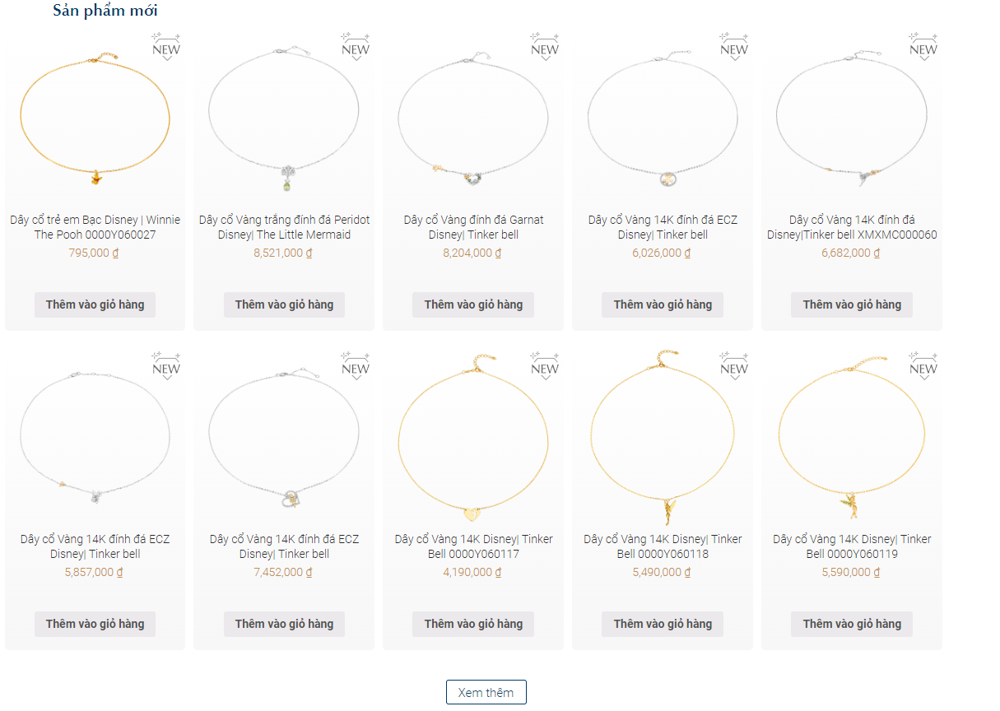 Sản phẩm mới
NEW
NEW
NEW
NEW
NEW
Dây cổ trẻ em Bạc Disney | Winnie
The Pooh 0000Y060027
795,000 ₫
Thêm vào giỏ hàng
Dây cổ Vàng trắng đính đá Peridot
Disney| The Little Mermaid
8,521,000 ₫
Thêm vào giỏ hàng
Dây cổ Vàng đính đá Garnat
Disney| Tinker bell
8,204,000 ₫
Thêm vào giỏ hàng
Dây cổ Vàng 14K đính đá ECZ
Disney| Tinker bell
6,026,000 ₫
Thêm vào giỏ hàng
Dây cổ Vàng 14K đính đá
Disney|Tinker bell XMXMC000060
6,682,000 ₫
Thêm vào giỏ hàng
NEW
NEW
NEW
NEW
NEW
Dây cổ Vàng 14K đính đá ECZ
Disney| Tinker bell
5,857,000 ₫
Thêm vào giỏ hàng
Dây cổ Vàng 14K đính đá ECZ
Disney| Tinker bell
7,452,000 ₫
Thêm vào giỏ hàng
Dây cổ Vàng 14K Disney| Tinker
Bell 0000Y060117
4,190,000 ₫
Thêm vào giỏ hàng
Dây cổ Vàng 14K Disney| Tinker
Bell 0000Y060118
5,490,000 ₫
Thêm vào giỏ hàng
Dây cổ Vàng 14K Disney| Tinker
Bell 0000Y060119
5,590,000 ₫
Thêm vào giỏ hàng
Xem thêm